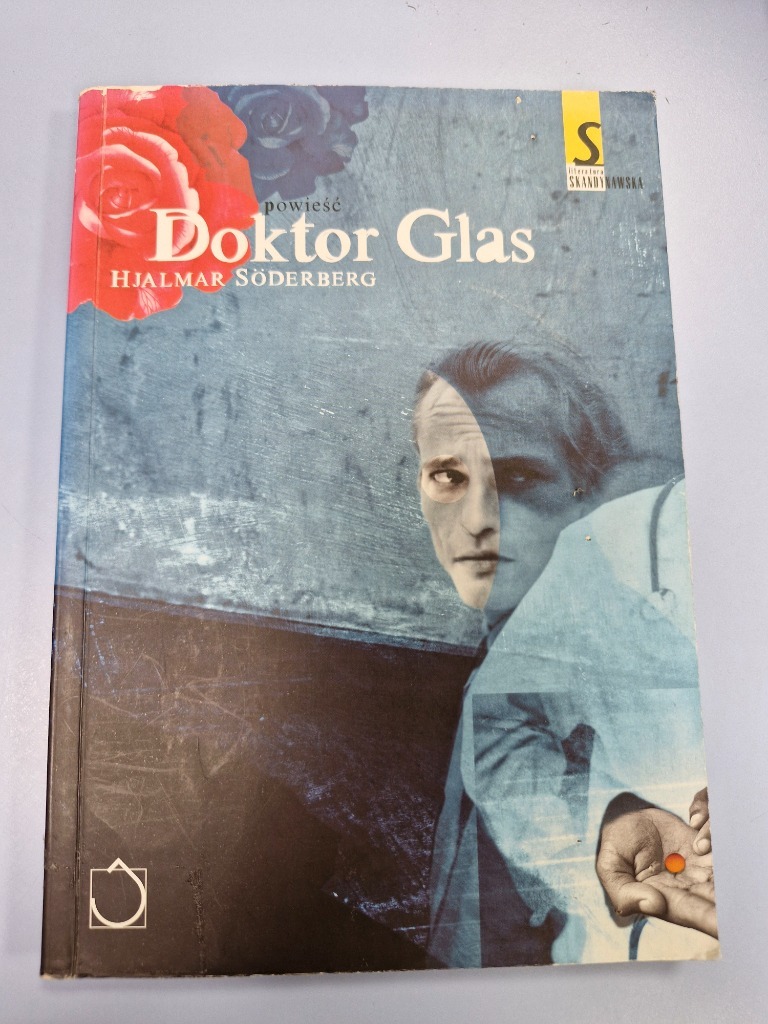 S
literatura
SKANDYNAWSKA
powieść
Doktor Glas
HJALMAR SÖDERBERG